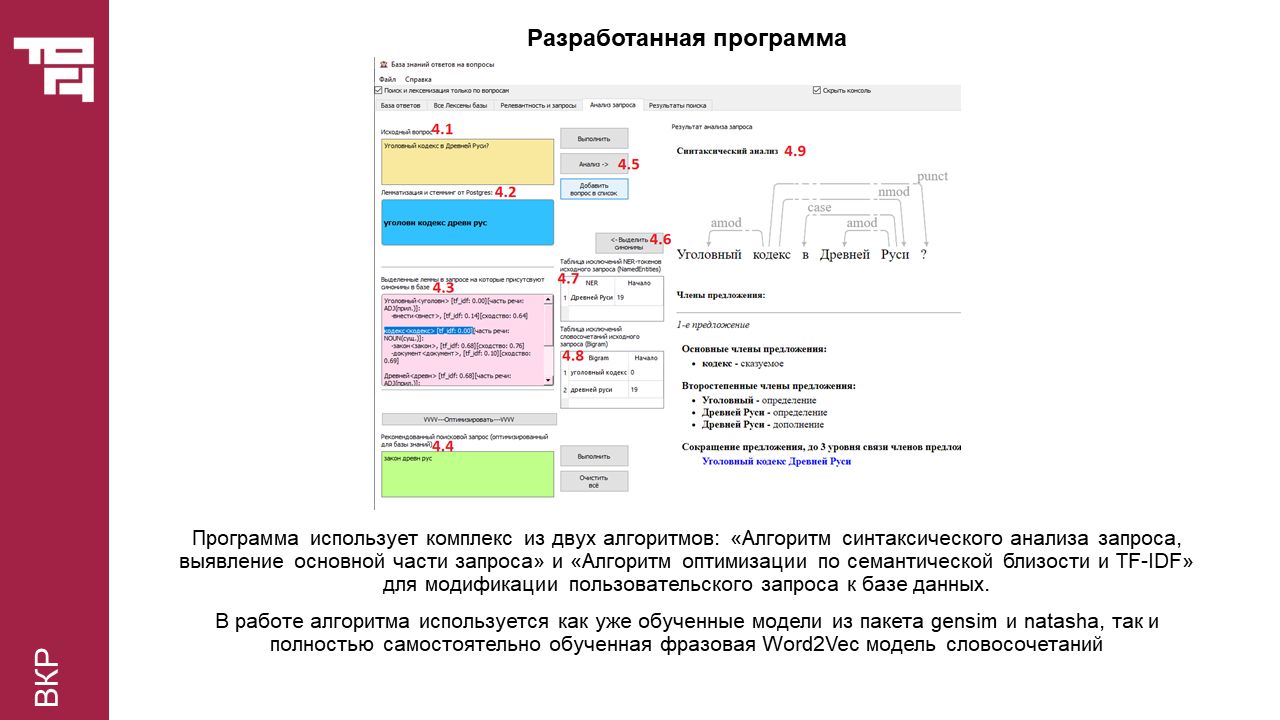 Разработанная программа
База знаний ответов на вопросы
Файл Справка
Поиск и лексемизация только по вопросам
Скрыть консоль
База ответов Все Лексемы базы Релевантность и запросы Анализ запроса Результаты поиска
Исходный вопрос 4.1
Уголовный кодекс в Древней Руси?
Лемматизация и стемминг от Postgres: 4.2
уголовн кодекс древн рус
Выделенные леммы в запросе на которые присутсвуют
синонимы в базе 4.3
Уголовный<уголовн> [tf_idf: 0.00][часть речи:
ADJ(прил.)]:
-внести<внест>, [tf_idf: 0.14][сходство: 0.64]
кодекс<кодекс> [tf_idf: 0.00][часть речи:
NOUN(сущ.)]:
-закон<закон>, [tf_idf: 0.68][сходство: 0.76]
-документ<документ>, [tf_idf: 0.10][сходство:
0.69]
Древней<древн> [tf_idf: 0.68][часть речи:
ADJ(прил.)]:
VVVV---Оптимизировать---VVVV
Рекомендованный поисковой запрос (оптимизированный
для базы знаний) 4.4
закон древн рус
Выполнить
Анализ -> 4.5
Добавить
вопрос в список
<- Выделить 4.6
синонимы
Таблица исключений NER-токенов
исходного запроса (NamedEntities)
4.7
NER Начало
1 Древней Руси 19
Таблица исключений
словосочетаний исходного
запроса (Bigram)
4.8
Bigram Начало
1 уголовный кодекс 0
2 древней руси 19
Выполнить
Очистить
всё
Результат анализа запроса
Синтаксический анализ 4.9
punct
nmod
case
amod amod
Уголовный кодекс в Древней Руси ?
Члены предложения:
1-е предложение
Основные члены предложения:
• кодекс - сказуемое
Второстепенные члены предложения:
• Уголовный - определение
• Древней Руси - определение
• Древней Руси - дополнение
Сокращение предложения, до 3 уровня связи членов предло
Уголовный кодекс Древней Руси
Программа использует комплекс из двух алгоритмов: «Алгоритм синтаксического анализа запроса,
выявление основной части запроса» и «Алгоритм оптимизации по семантической близости и TF-IDF»
для модификации пользовательского запроса к базе данных.
В работе алгоритма используется как уже обученные модели из пакета gensim и natasha, так и
полностью самостоятельно обученная фразовая Word2Vec модель словосочетаний
ВКР